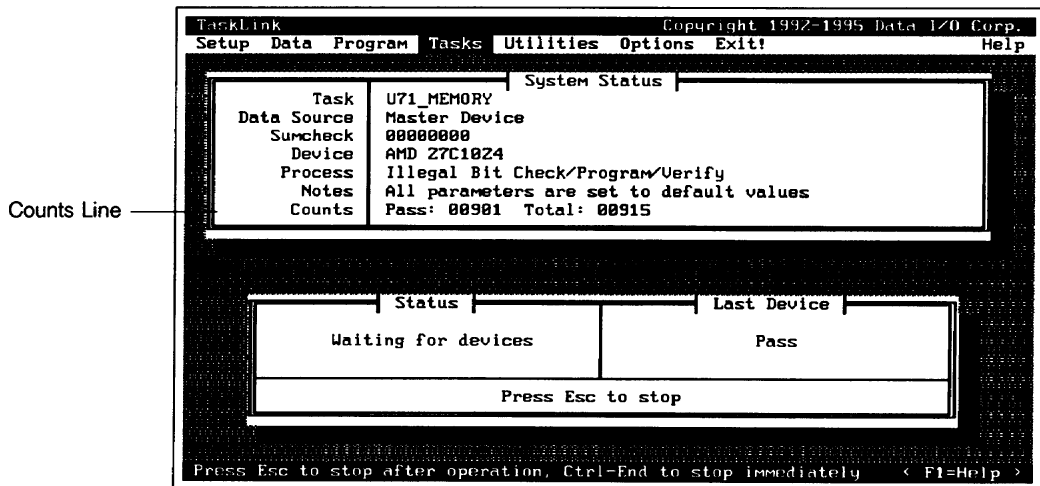 TaskLink Copyright 1992-1995 Data I/O Corp.
Setup Data Program Tasks Utilities Options Exit! Help
System Status
Task U71_MEMORY
Data Source Master Device
Sumcheck 00000000
Device AMD 27C1024
Process Illegal Bit Check/Program/Verify
Notes All parameters are set to default values
Counts Pass: 00901 Total: 00915
Counts Line
Status Last Device
Waiting for devices Pass
Press Esc to stop
Press Esc to stop after operation, Ctrl-End to stop immediately < F1=Help >